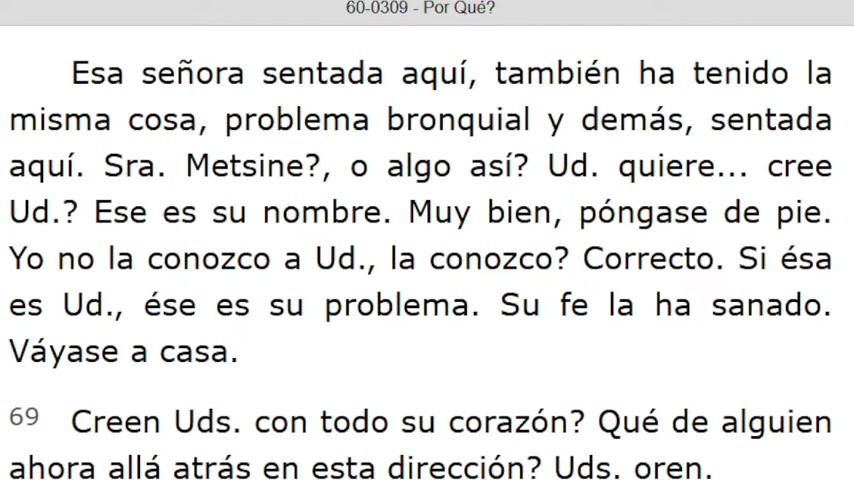 60-0309 - Por Qué?
Esa señora sentada aquí, también ha tenido la
misma cosa, problema bronquial y demás, sentada
aquí. Sra. Metsine?, o algo así? Ud. quiere... cree
Ud.? Ese es su nombre. Muy bien, póngase de pie.
Yo no la conozco a Ud., la conozco? Correcto. Si ésa
es Ud., ése es su problema. Su fe la ha sanado.
Váyase a casa.
69 Creen Uds. con todo su corazón? Qué de alguien
ahora allá atrás en esta dirección? Uds. oren.